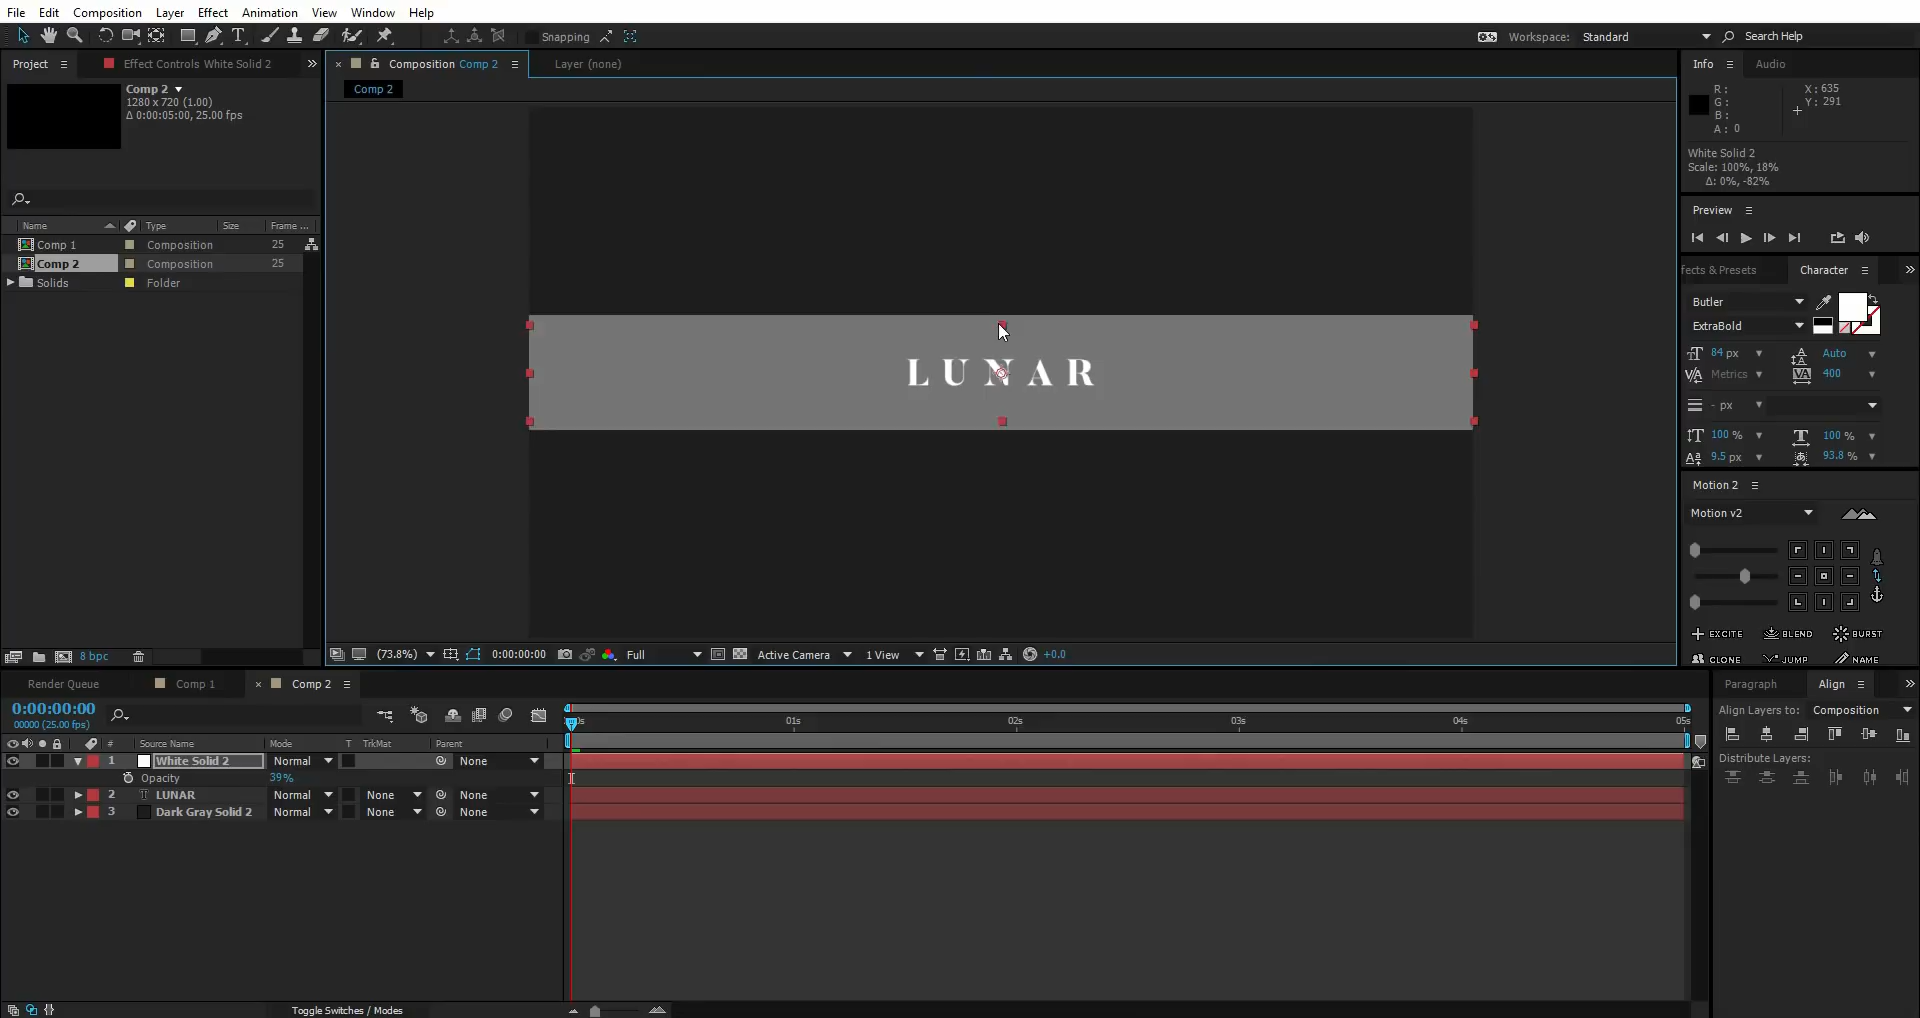 File Edit Composition Layer Effect Animation View Window Help
Snapping
Workspace: Standard
Search Help
Project
Effect Controls White Solid 2
Composition Comp 2
Layer (none)
Info
Audio
Comp 2
1280 x 720 (1.00)
Δ 0:00:05:00, 25.00 fps
Comp 2
R :
G :
B :
A : 0
X : 635
Y : 291
White Solid 2
Scale: 100%, 18%
Δ: 0%, -82%
Preview
Name
Type
Size
Frame ...
Comp 1
Composition
25
Comp 2
Composition
25
Solids
Folder
fects & Presets
Character
Butler
ExtraBold
84 px
Auto
Metrics
400
- px
100 %
100 %
9.5 px
93.8 %
LUNAR
Motion 2
Motion v2
EXCITE
BLEND
BURST
CLONE
JUMP
NAME
8 bpc
(73.8%)
0:00:00:00
Full
Active Camera
1 View
+0.0
Render Queue
Comp 1
Comp 2
Paragraph
Align
0:00:00:00
00000 (25.00 fps)
Align Layers to: Composition
Distribute Layers:
01s
02s
03s
04s
05s
# Source Name Mode T TrkMat Parent
1 White Solid 2 Normal None
Opacity 39%
2 LUNAR Normal None None
3 Dark Gray Solid 2 Normal None None
Toggle Switches / Modes